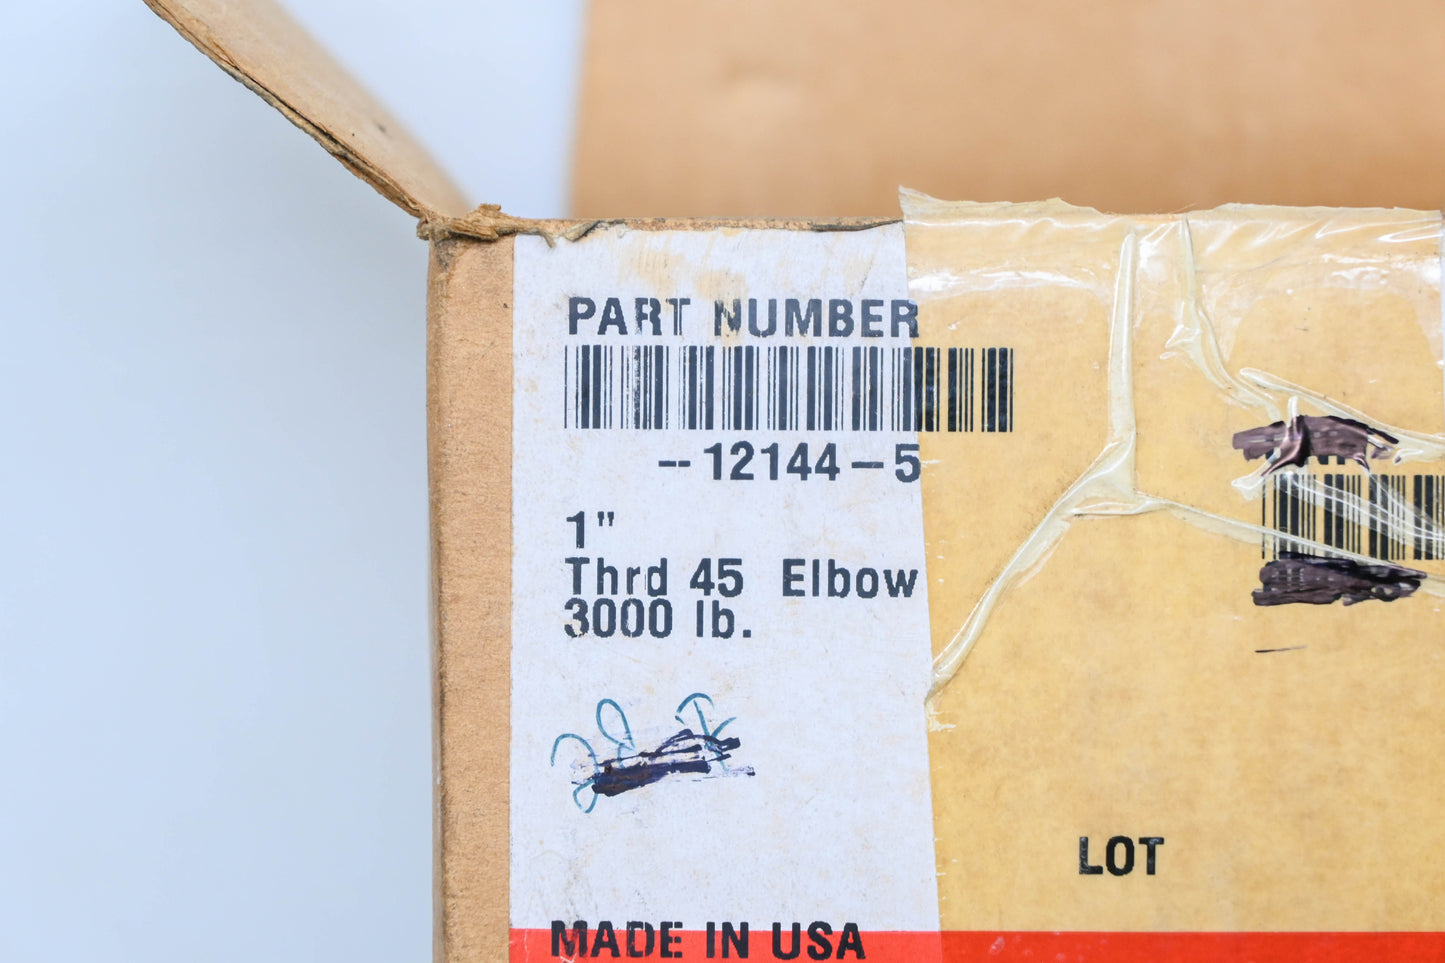 PART NUMBER
--12144-5
1"
Thrd 45 Elbow
3000 lb.
LOT
MADE IN USA